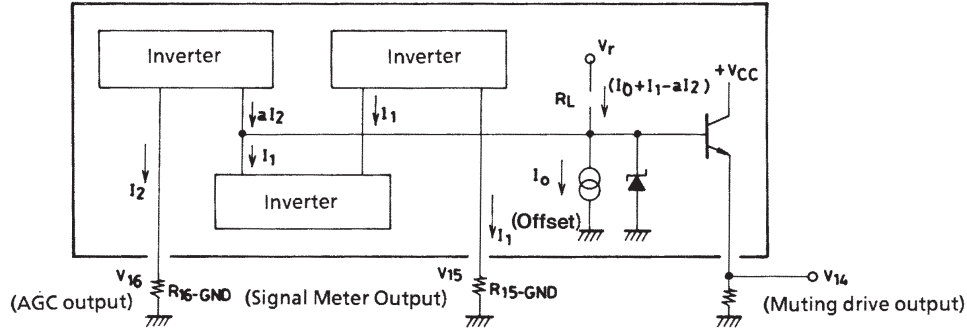 Inverter
Inverter
Vr
+VCC
RL
(I0+I1-aI2)
aI2
I1
I1
I2
Inverter
I0
(Offset)
I1
V16
R16-GND
(AGC output)
(Signal Meter Output)
V15
R15-GND
V14
(Muting drive output)